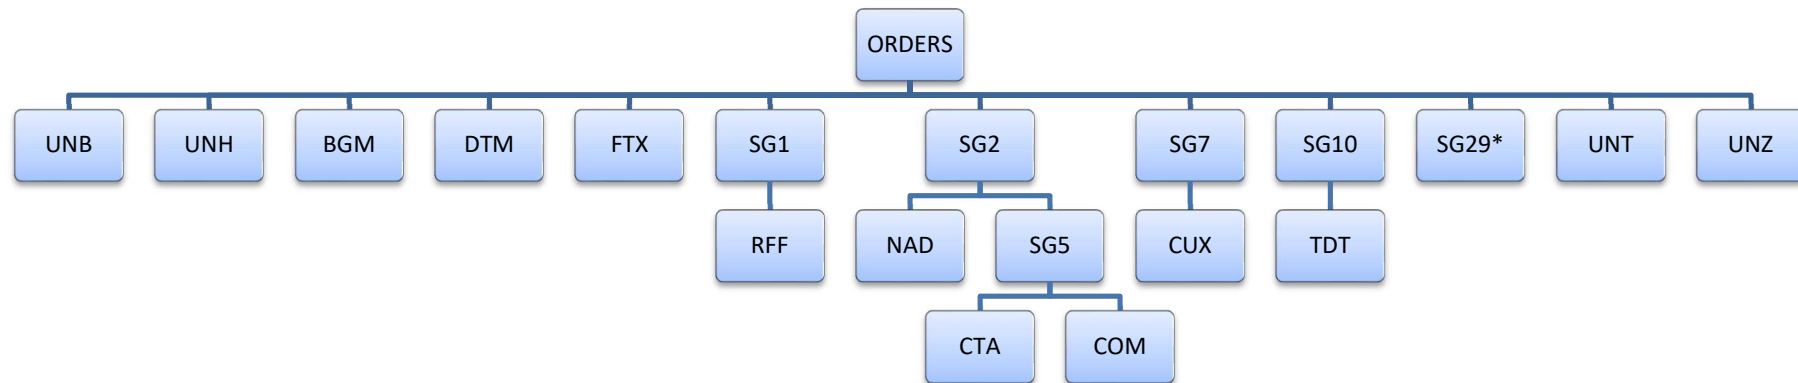 ORDERS
UNB
UNH
BGM
DTM
FTX
SG1
SG2
SG7
SG10
SG29*
UNT
UNZ
RFF
NAD
SG5
CUX
TDT
CTA
COM